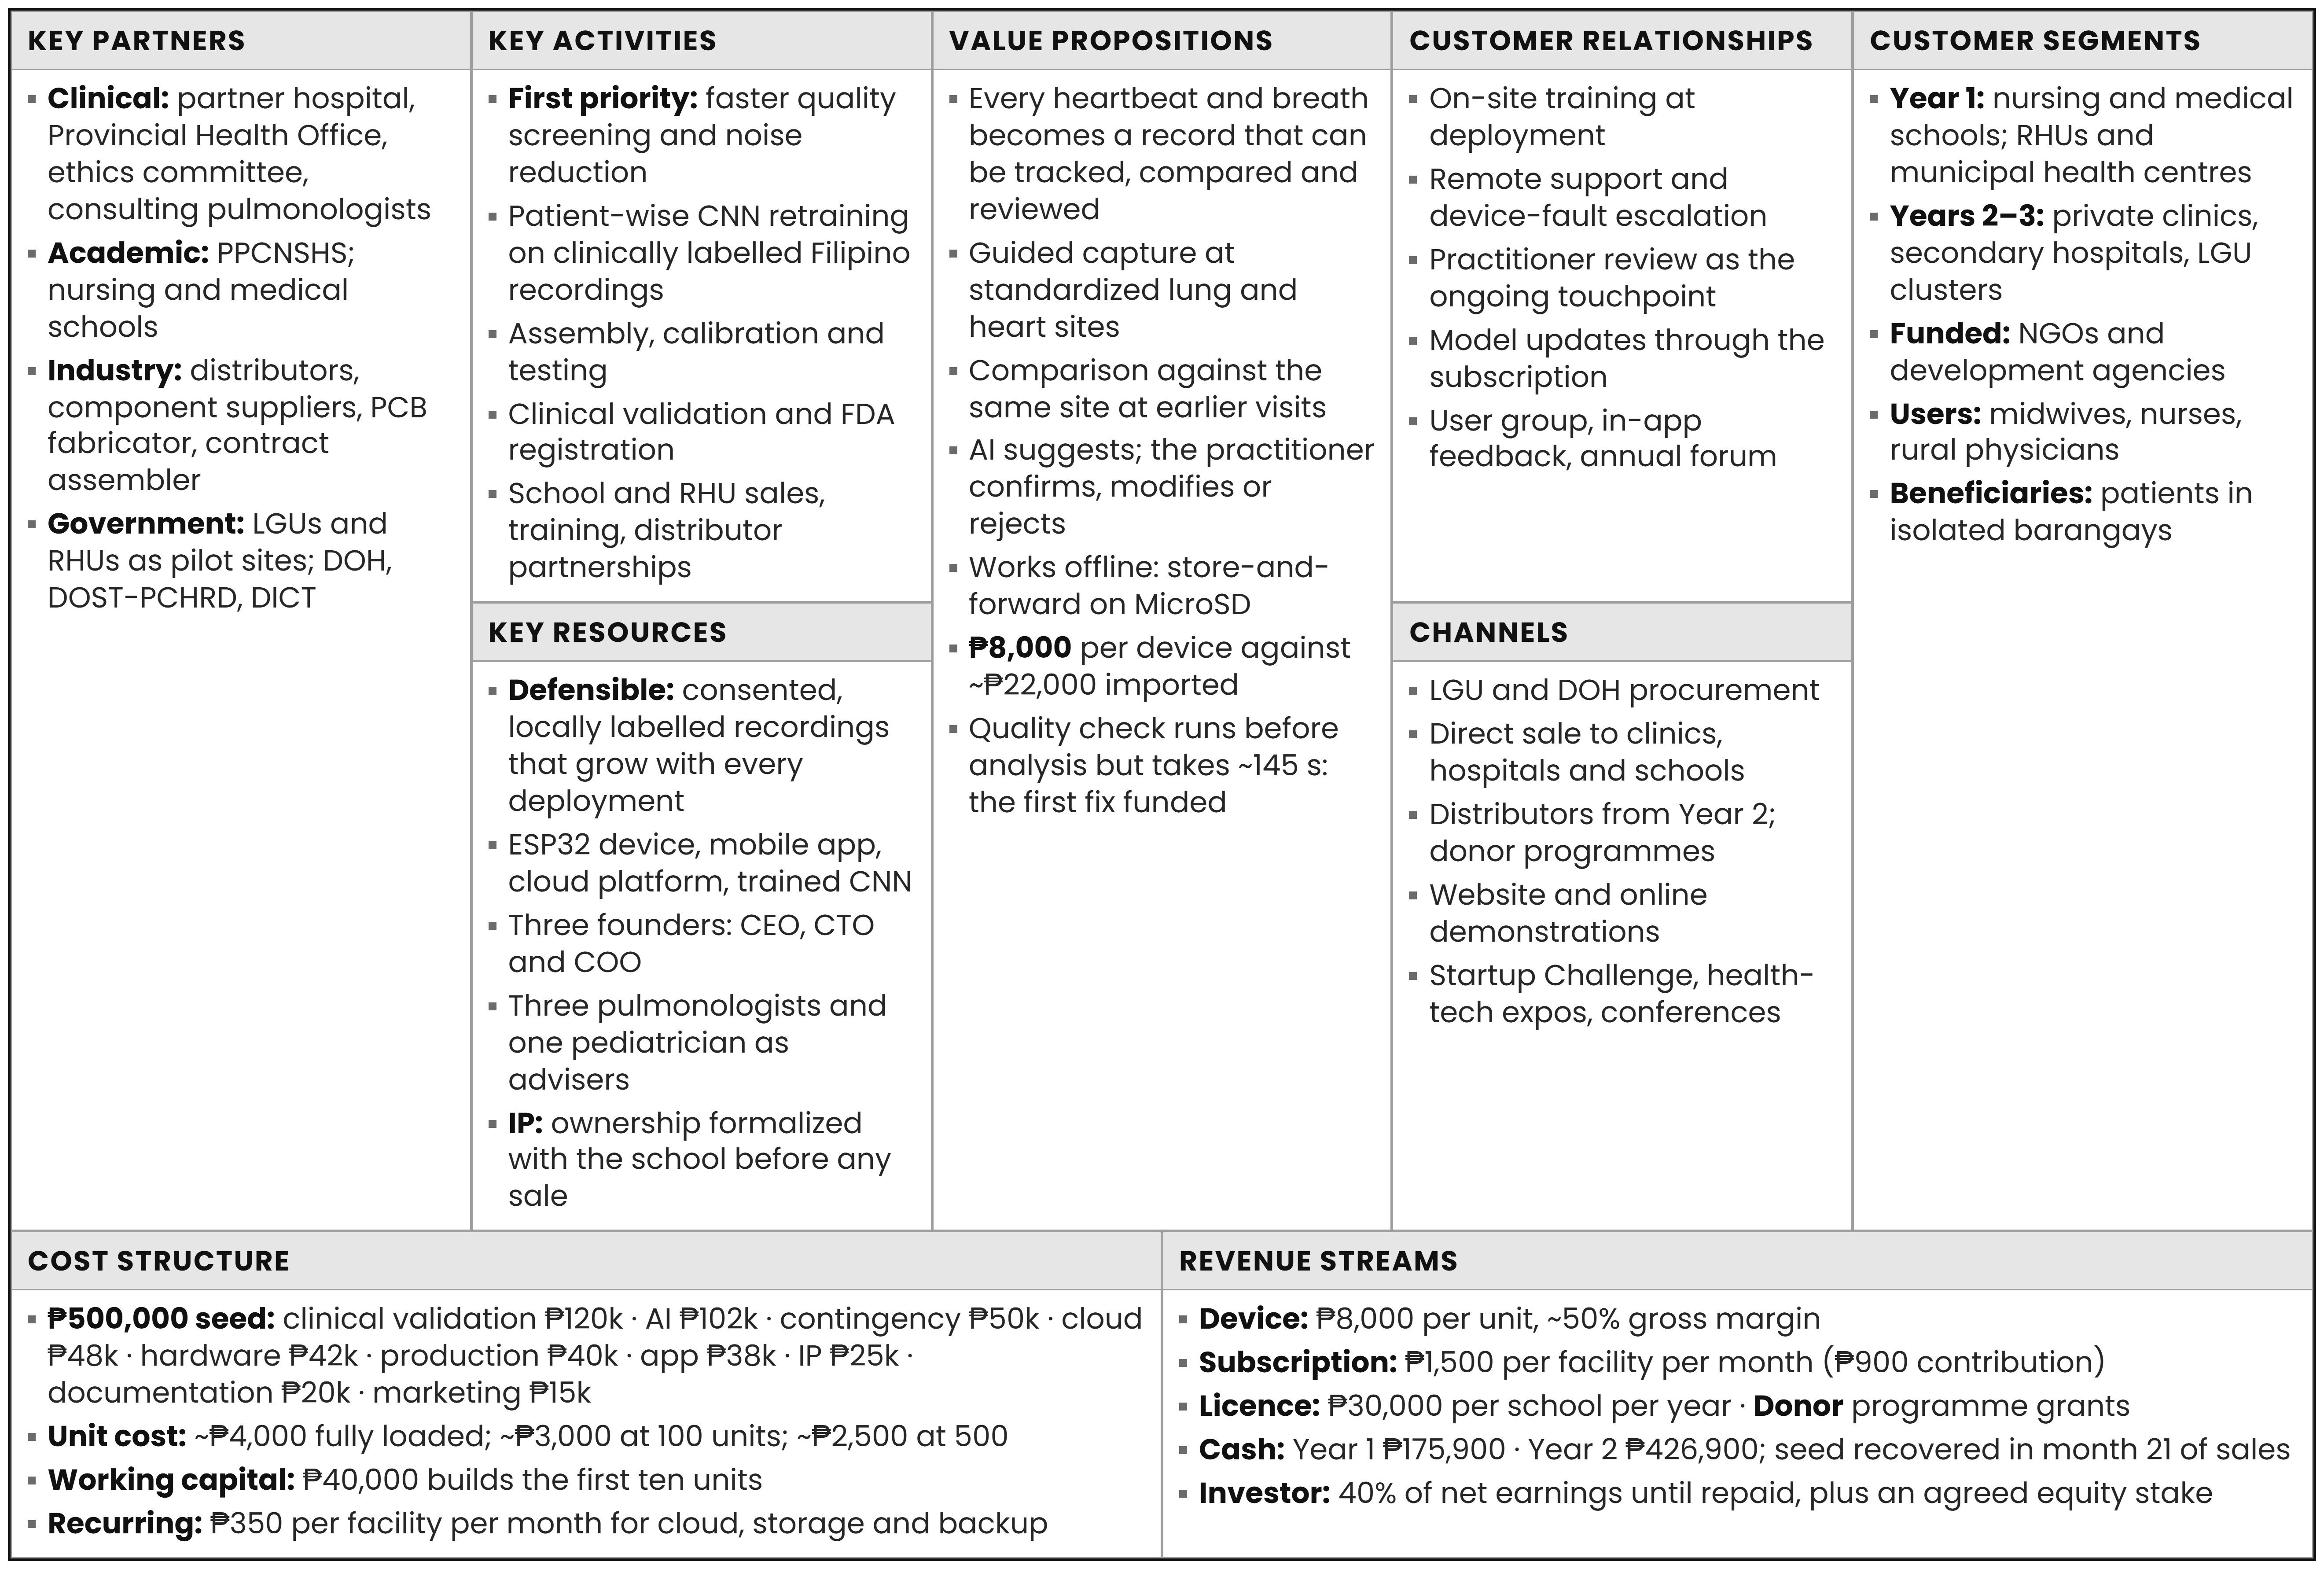 KEY PARTNERS
▪ Clinical: partner hospital,
Provincial Health Office,
ethics committee,
consulting pulmonologists
▪ Academic: PPCNSHS;
nursing and medical
schools
▪ Industry: distributors,
component suppliers, PCB
fabricator, contract
assembler
▪ Government: LGUs and
RHUs as pilot sites; DOH,
DOST-PCHRD, DICT
KEY ACTIVITIES
▪ First priority: faster quality
screening and noise
reduction
▪ Patient-wise CNN retraining
on clinically labelled Filipino
recordings
▪ Assembly, calibration and
testing
▪ Clinical validation and FDA
registration
▪ School and RHU sales,
training, distributor
partnerships
KEY RESOURCES
▪ Defensible: consented,
locally labelled recordings
that grow with every
deployment
▪ ESP32 device, mobile app,
cloud platform, trained CNN
▪ Three founders: CEO, CTO
and COO
▪ Three pulmonologists and
one pediatrician as
advisers
▪ IP: ownership formalized
with the school before any
sale
VALUE PROPOSITIONS
▪ Every heartbeat and breath
becomes a record that can
be tracked, compared and
reviewed
▪ Guided capture at
standardized lung and
heart sites
▪ Comparison against the
same site at earlier visits
▪ AI suggests; the practitioner
confirms, modifies or
rejects
▪ Works offline: store-and-
forward on MicroSD
▪ ₱8,000 per device against
~₱22,000 imported
▪ Quality check runs before
analysis but takes ~145 s:
the first fix funded
CUSTOMER RELATIONSHIPS
▪ On-site training at
deployment
▪ Remote support and
device-fault escalation
▪ Practitioner review as the
ongoing touchpoint
▪ Model updates through the
subscription
▪ User group, in-app
feedback, annual forum
CHANNELS
▪ LGU and DOH procurement
▪ Direct sale to clinics,
hospitals and schools
▪ Distributors from Year 2;
donor programmes
▪ Website and online
demonstrations
▪ Startup Challenge, health-
tech expos, conferences
CUSTOMER SEGMENTS
▪ Year 1: nursing and medical
schools; RHUs and
municipal health centres
▪ Years 2–3: private clinics,
secondary hospitals, LGU
clusters
▪ Funded: NGOs and
development agencies
▪ Users: midwives, nurses,
rural physicians
▪ Beneficiaries: patients in
isolated barangays
COST STRUCTURE
▪ ₱500,000 seed: clinical validation ₱120k · AI ₱102k · contingency ₱50k · cloud
₱48k · hardware ₱42k · production ₱40k · app ₱38k · IP ₱25k ·
documentation ₱20k · marketing ₱15k
▪ Unit cost: ~₱4,000 fully loaded; ~₱3,000 at 100 units; ~₱2,500 at 500
▪ Working capital: ₱40,000 builds the first ten units
▪ Recurring: ₱350 per facility per month for cloud, storage and backup
REVENUE STREAMS
▪ Device: ₱8,000 per unit, ~50% gross margin
▪ Subscription: ₱1,500 per facility per month (₱900 contribution)
▪ Licence: ₱30,000 per school per year · Donor programme grants
▪ Cash: Year 1 ₱175,900 · Year 2 ₱426,900; seed recovered in month 21 of sales
▪ Investor: 40% of net earnings until repaid, plus an agreed equity stake